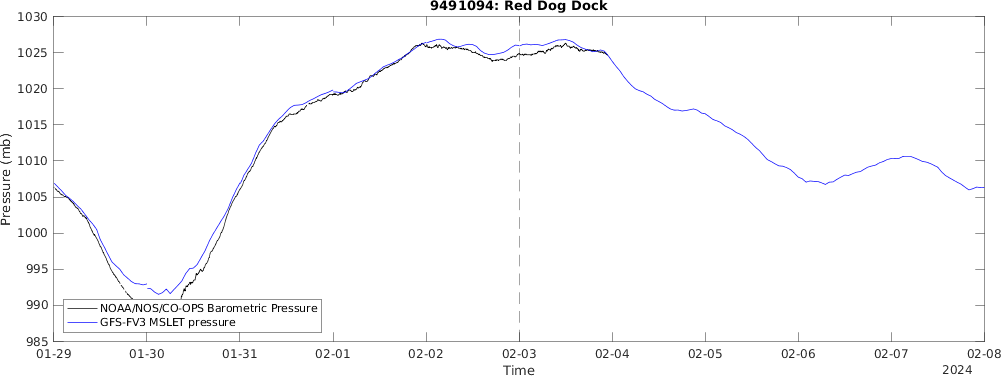 9491094: Red Dog Dock
1030
1025
1020
1015
1010
1005
1000
995
990
985
Pressure (mb)
NOAA/NOS/CO-OPS Barometric Pressure
GFS-FV3 MSLET pressure
01-29 01-30 01-31 02-01 02-02 02-03 02-04 02-05 02-06 02-07 02-08
Time
2024